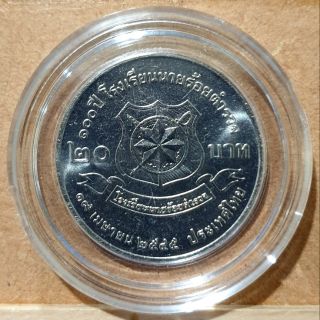 ๑๐๐ ปี โรงเรียนนายร้อยตำรวจ
๒๐ บาท
โรงเรียนนายร้อยตำรวจ
๑๙ เมษายน ๒๕๔๕ ประเทศไทย